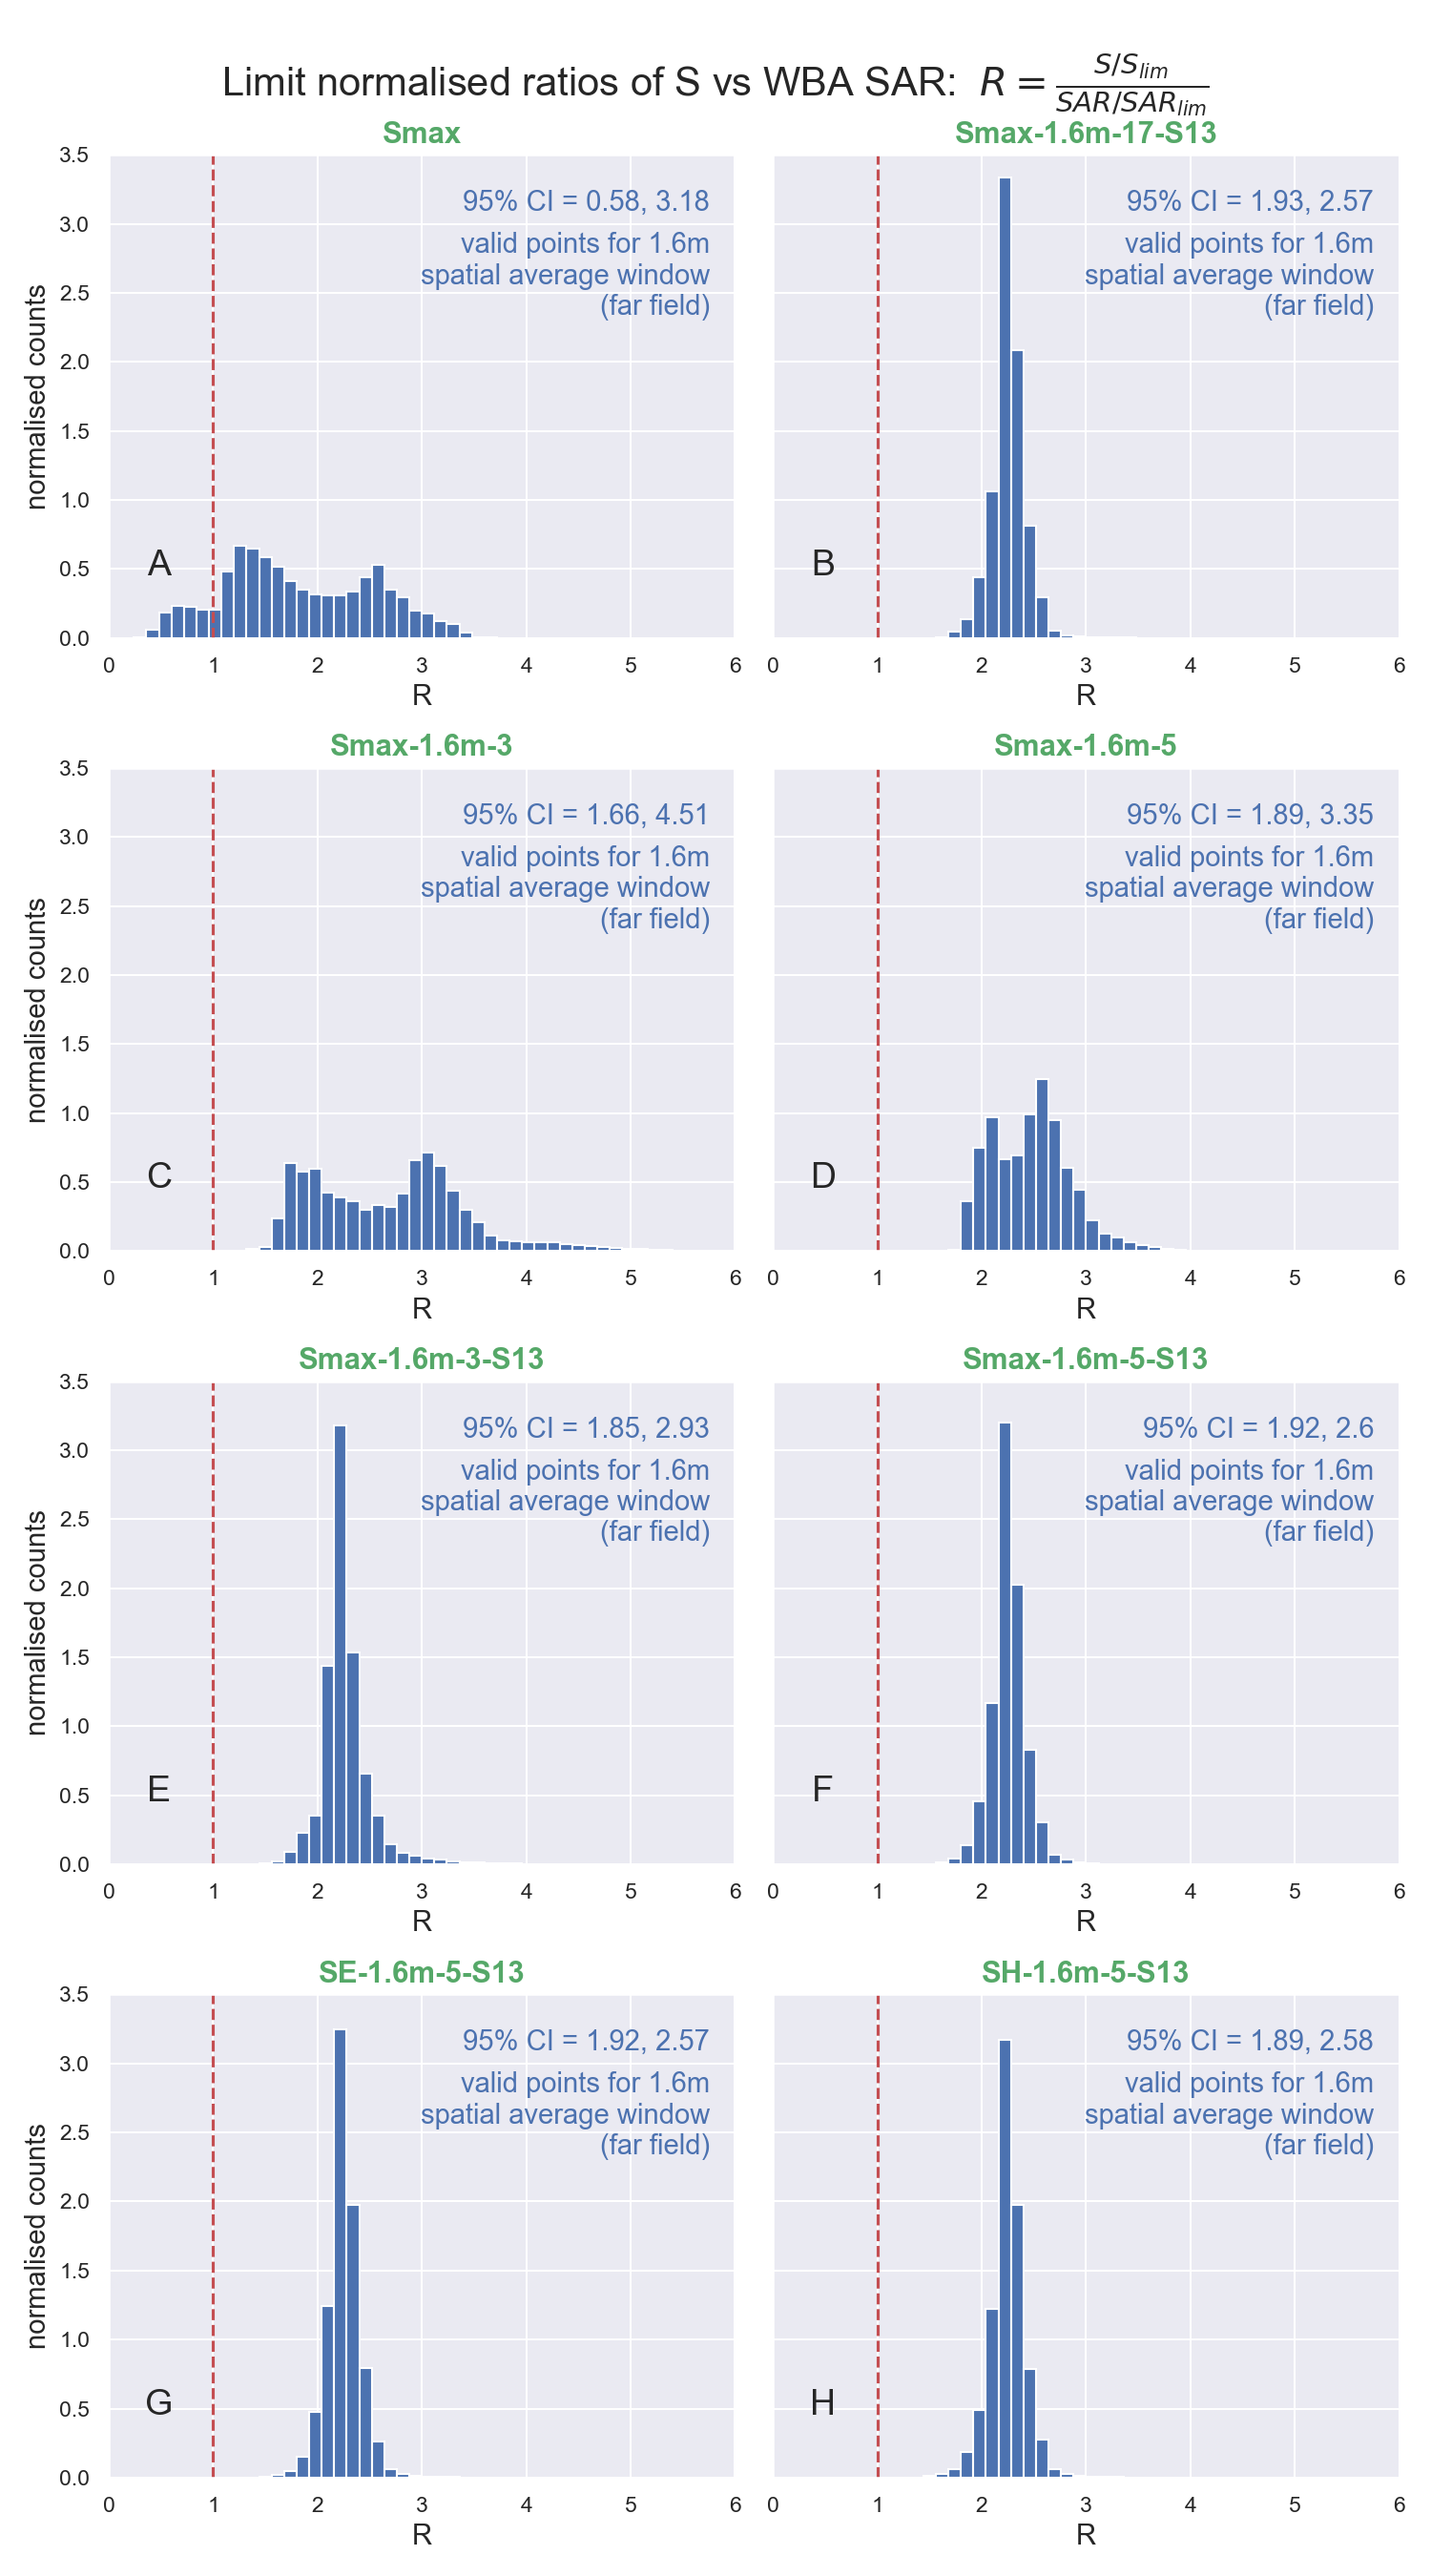 Limit normalised ratios of S vs WBA SAR: R = \frac{S/S_{lim}}{SAR/SAR_{lim}}
Smax
3.5
3.0
2.5
2.0
1.5
1.0
0.5
0.0
normalised counts
95% CI = 0.58, 3.18
valid points for 1.6m
spatial average window
(far field)
A
0 1 2 3 4 5 6
R
Smax-1.6m-17-S13
95% CI = 1.93, 2.57
valid points for 1.6m
spatial average window
(far field)
B
0 1 2 3 4 5 6
R
Smax-1.6m-3
3.5
3.0
2.5
2.0
1.5
1.0
0.5
0.0
normalised counts
95% CI = 1.66, 4.51
valid points for 1.6m
spatial average window
(far field)
C
0 1 2 3 4 5 6
R
Smax-1.6m-5
95% CI = 1.89, 3.35
valid points for 1.6m
spatial average window
(far field)
D
0 1 2 3 4 5 6
R
Smax-1.6m-3-S13
3.5
3.0
2.5
2.0
1.5
1.0
0.5
0.0
normalised counts
95% CI = 1.85, 2.93
valid points for 1.6m
spatial average window
(far field)
E
0 1 2 3 4 5 6
R
Smax-1.6m-5-S13
95% CI = 1.92, 2.6
valid points for 1.6m
spatial average window
(far field)
F
0 1 2 3 4 5 6
R
SE-1.6m-5-S13
3.5
3.0
2.5
2.0
1.5
1.0
0.5
0.0
normalised counts
95% CI = 1.92, 2.57
valid points for 1.6m
spatial average window
(far field)
G
0 1 2 3 4 5 6
R
SH-1.6m-5-S13
95% CI = 1.89, 2.58
valid points for 1.6m
spatial average window
(far field)
H
0 1 2 3 4 5 6
R